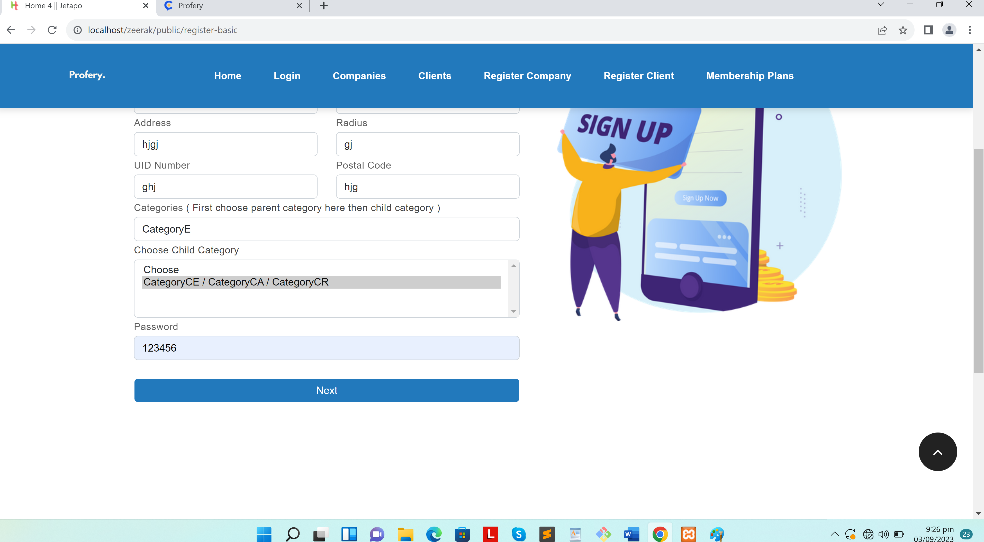 Home 4 || Jetapo
Profery
localhost/zeerak/public/register-basic
Profery.
Home Login Companies Clients Register Company Register Client Membership Plans
Address Radius
hjgj gj
UID Number Postal Code
ghj hjg
Categories ( First choose parent category here then child category )
CategoryE
Choose Child Category
Choose
CategoryCE / CategoryCA / CategoryCR
Password
123456
Next
SIGN UP
Sign Up Now
9:26 pm
03/09/2023
25